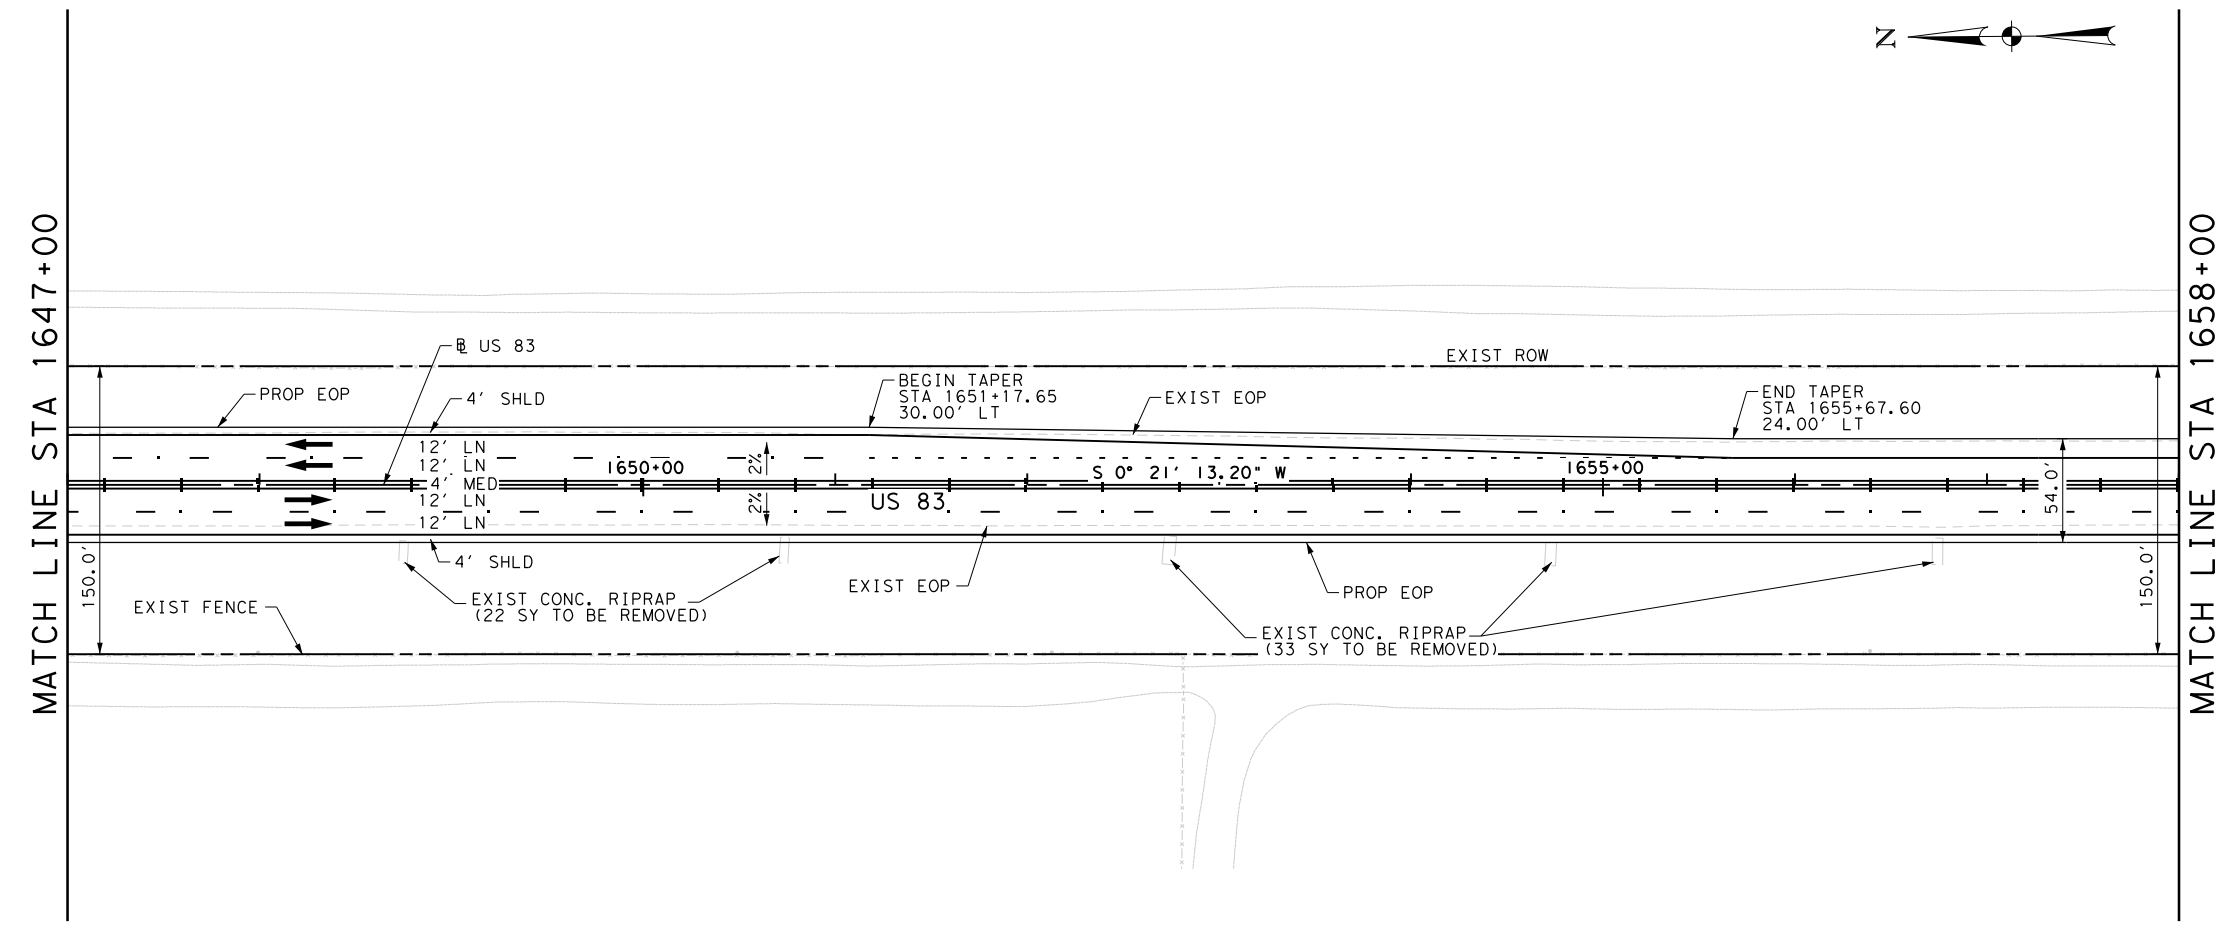 N
MATCH LINE STA 1647+00
MATCH LINE STA 1658+00
BL US 83
EXIST ROW
PROP EOP
4' SHLD
BEGIN TAPER
STA 1651+17.65
30.00' LT
EXIST EOP
END TAPER
STA 1655+67.60
24.00' LT
12' LN
12' LN
4' MED
12' LN
12' LN
1650+00
2%
2%
S 0° 21' 13.20" W
1655+00
US 83
54.0'
150.0'
150.0'
4' SHLD
EXIST EOP
PROP EOP
EXIST FENCE
EXIST CONC. RIPRAP
(22 SY TO BE REMOVED)
EXIST CONC. RIPRAP
(33 SY TO BE REMOVED)